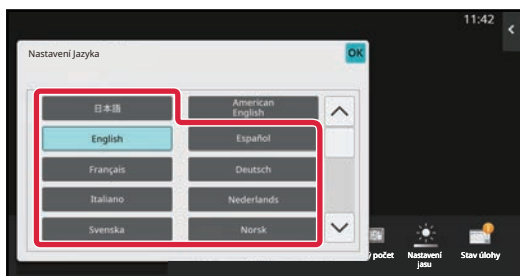 11:42
Nastavení Jazyka
OK
日本語
American
English
English
Español
Français
Deutsch
Italiano
Nederlands
Svenska
Norsk
počet
Nastavení
jasu
Stav úlohy